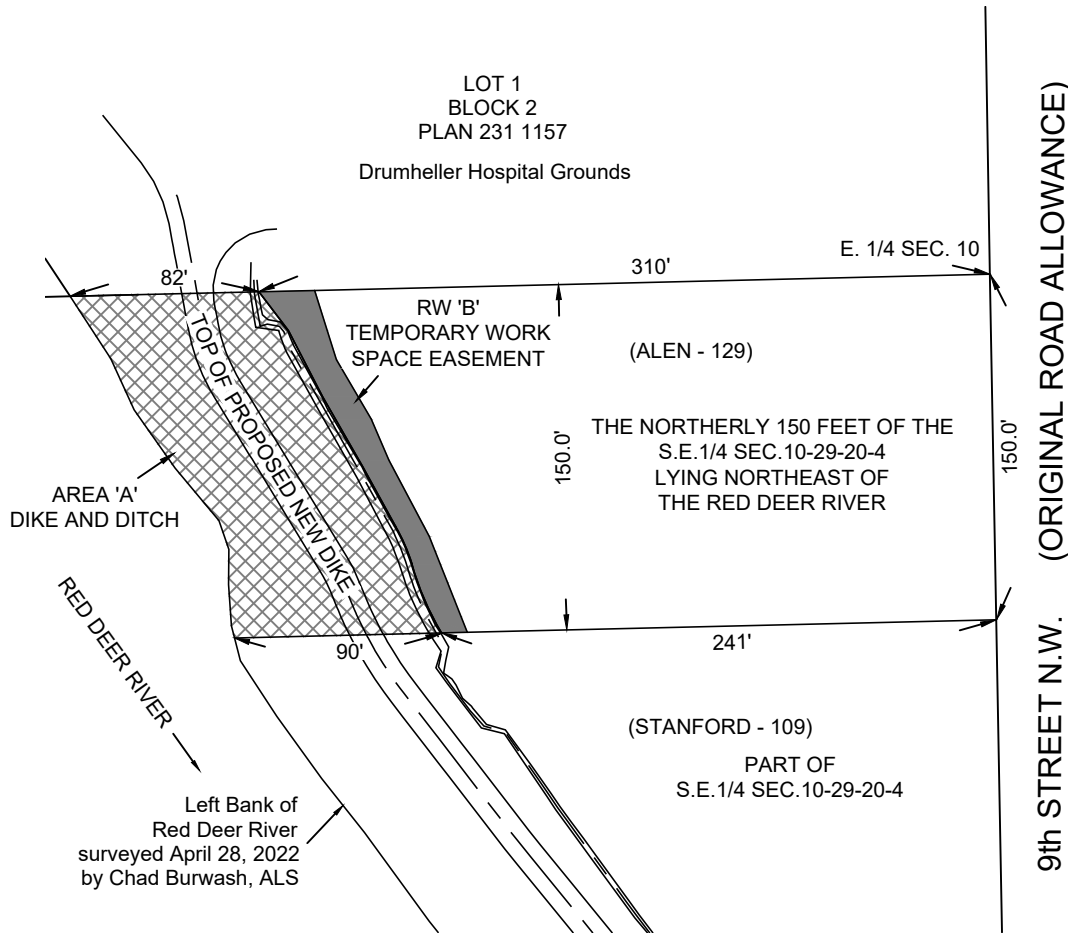 LOT 1
BLOCK 2
PLAN 231 1157
Drumheller Hospital Grounds
E. 1/4 SEC. 10
82'
310'
RW 'B'
TEMPORARY WORK
SPACE EASEMENT
(ALEN - 129)
THE NORTHERLY 150 FEET OF THE
S.E.1/4 SEC.10-29-20-4
LYING NORTHEAST OF
THE RED DEER RIVER
150.0'
150.0'
TOP OF PROPOSED NEW DIKE
AREA 'A'
DIKE AND DITCH
90'
241'
RED DEER RIVER
(STANFORD - 109)
PART OF
S.E.1/4 SEC.10-29-20-4
Left Bank of
Red Deer River
surveyed April 28, 2022
by Chad Burwash, ALS
9th STREET N.W. (ORIGINAL ROAD ALLOWANCE)